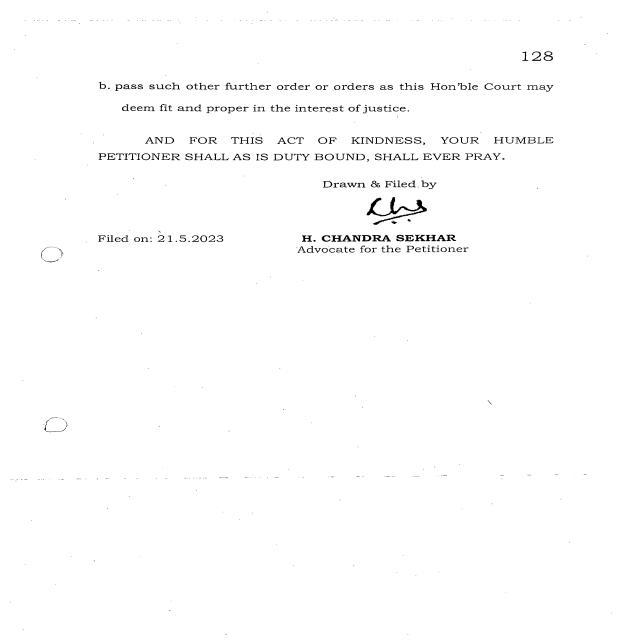 128
b. pass such other further order or orders as this Hon'ble Court may
deem fit and proper in the interest of justice.
AND FOR THIS ACT OF KINDNESS, YOUR HUMBLE
PETITIONER SHALL AS IS DUTY BOUND, SHALL EVER PRAY.
Drawn & Filed by
Filed on: 21.5.2023
H. CHANDRA SEKHAR
Advocate for the Petitioner